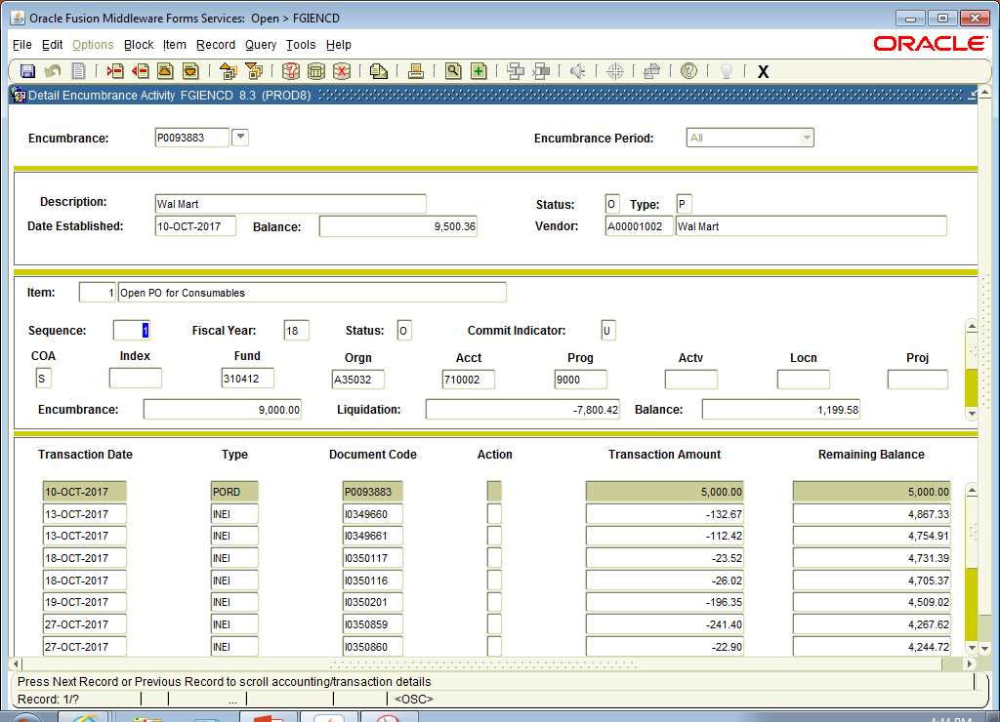 Oracle Fusion Middleware Forms Services: Open > FGIENCD
File Edit Options Block Item Record Query Tools Help
ORACLE
X
Detail Encumbrance Activity FGIENCD 8.3 (PROD8)
Encumbrance: P0093883 Encumbrance Period: All
Description: Wal Mart Status: O Type: P
Date Established: 10-OCT-2017 Balance: 9,500.36 Vendor: A00001002 Wal Mart
Item: 1 Open PO for Consumables
Sequence: 1 Fiscal Year: 18 Status: O Commit Indicator: U
COA Index Fund Orgn Acct Prog Actv Locn Proj
S 310412 A35032 710002 9000
Encumbrance: 9,000.00 Liquidation: -7,800.42 Balance: 1,199.58
Transaction Date Type Document Code Action Transaction Amount Remaining Balance
10-OCT-2017 PORD P0093883 5,000.00 5,000.00
13-OCT-2017 INEI I0349660 -132.67 4,867.33
13-OCT-2017 INEI I0349661 -112.42 4,754.91
18-OCT-2017 INEI I0350117 -23.52 4,731.39
18-OCT-2017 INEI I0350116 -26.02 4,705.37
19-OCT-2017 INEI I0350201 -196.35 4,509.02
27-OCT-2017 INEI I0350859 -241.40 4,267.62
27-OCT-2017 INEI I0350860 -22.90 4,244.72
Press Next Record or Previous Record to scroll accounting/transaction details
Record: 1/? ... <OSC>
4:44 PM